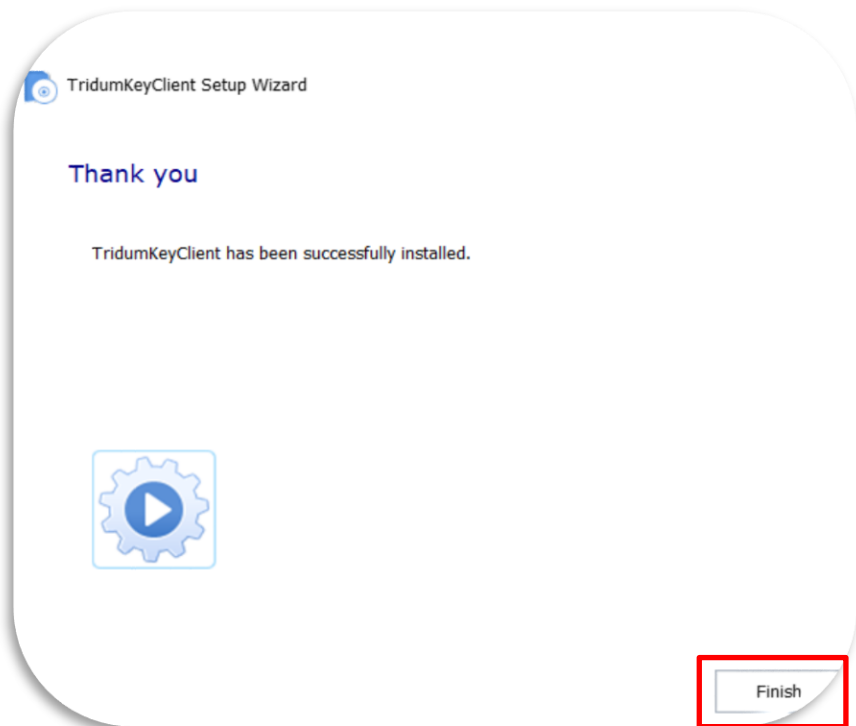 TridumKeyClient Setup Wizard
Thank you
TridumKeyClient has been successfully installed.
Finish